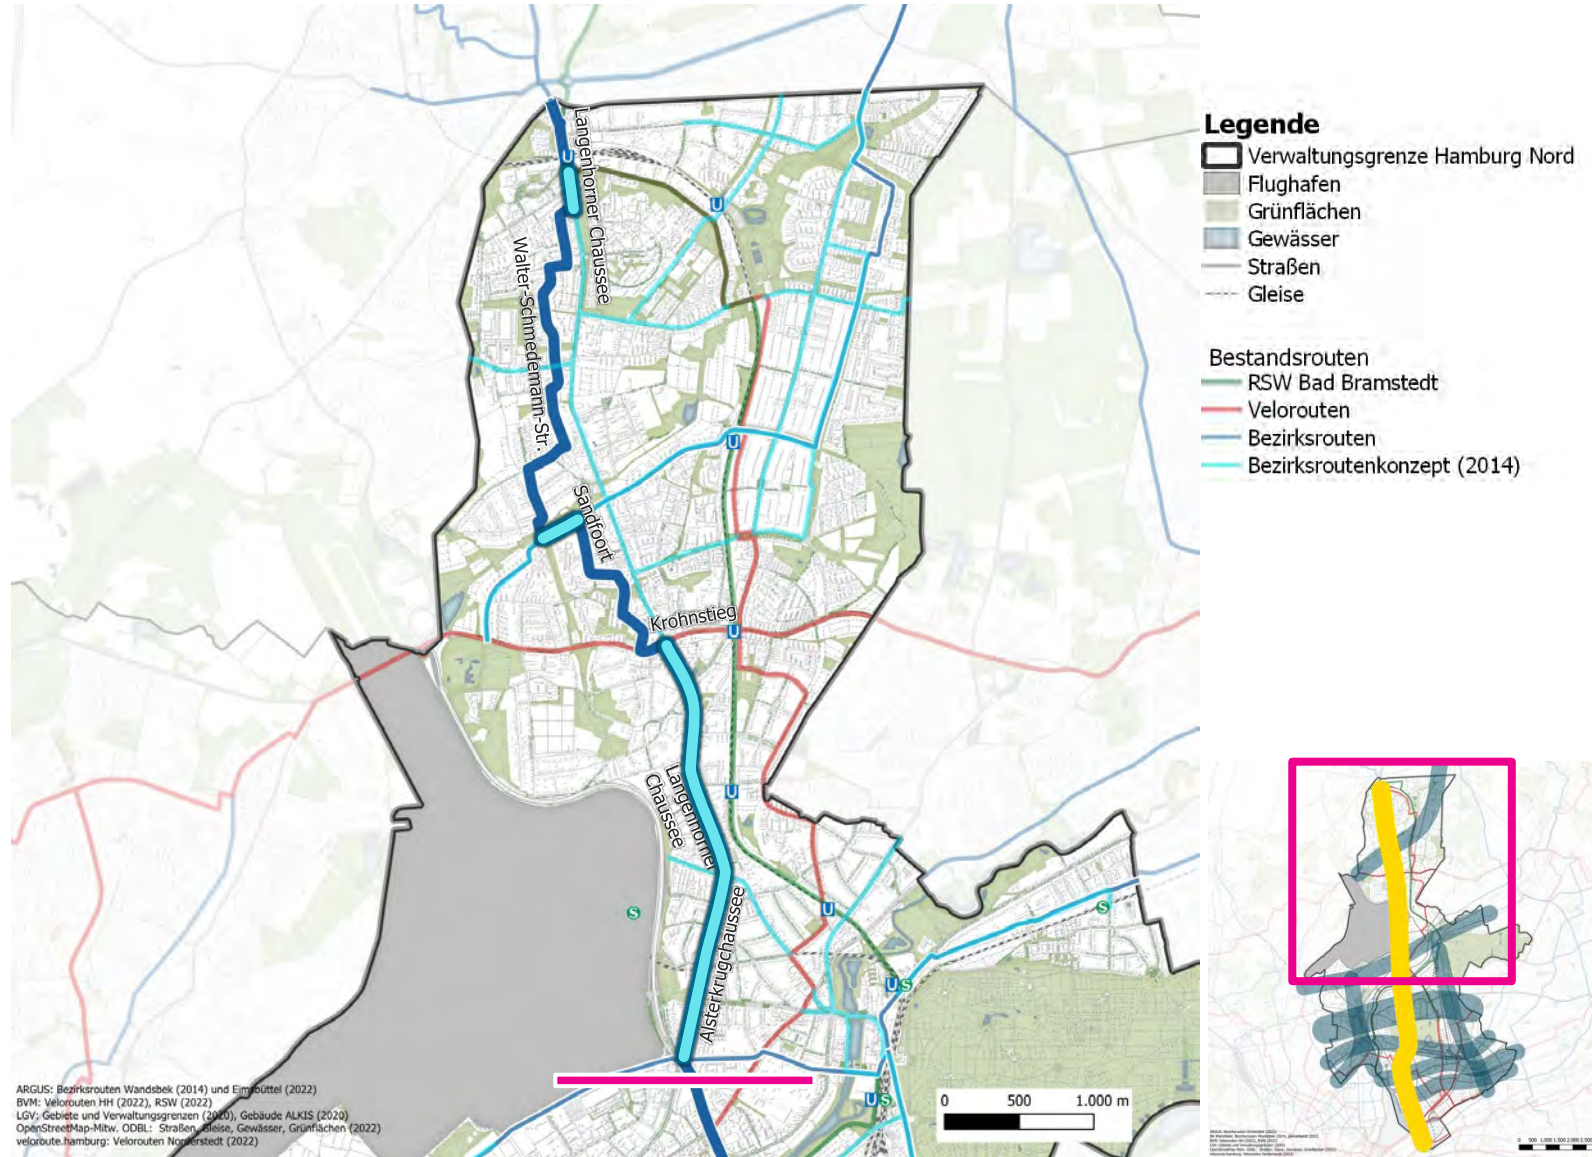 Langenhorner Chaussee
Walter-Schmedemann-Str.
Sandfoort
Krohnstieg
Langenhorner
Chaussee
Alsterkrugchaussee
U
U
U
U
U
U
U S
U S
S
S
Legende
Verwaltungsgrenze Hamburg Nord
Flughafen
Grünflächen
Gewässer
Straßen
Gleise
Bestandsrouten
RSW Bad Bramstedt
Velorouten
Bezirksrouten
Bezirksroutenkonzept (2014)
ARGUS: Bezirksrouten Wandsbek (2014) und Eimsbüttel (2022)
BVM: Velorouten HH (2022), RSW (2022)
LGV: Gebiete und Verwaltungsgrenzen (2020), Gebäude ALKIS (2020)
OpenStreetMap-Mitw. ODBL: Straßen, Gleise, Gewässer, Grünflächen (2022)
veloroute.hamburg: Velorouten Norderstedt (2022)
0 500 1.000 m